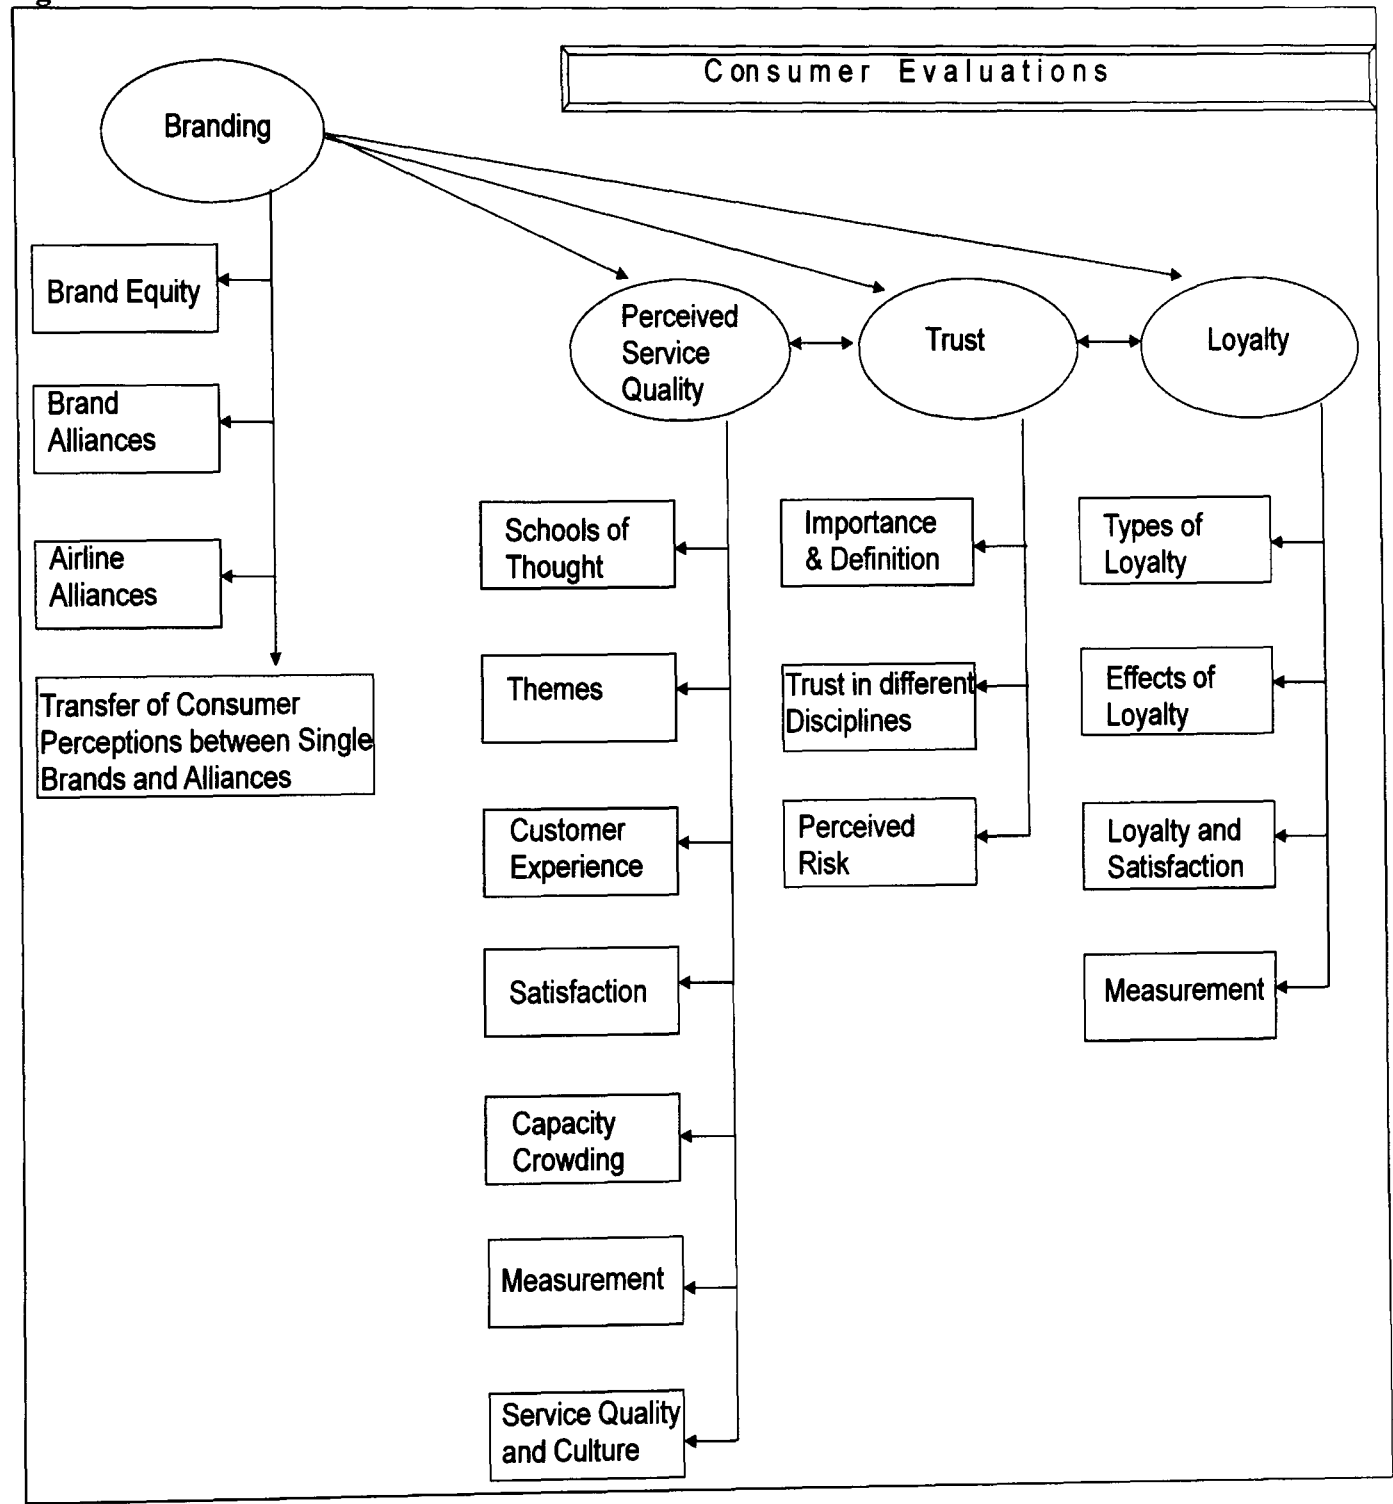 Consumer Evaluations
Branding
Brand Equity
Brand
Alliances
Airline
Alliances
Transfer of Consumer
Perceptions between Single
Brands and Alliances
Perceived
Service
Quality
Trust
Loyalty
Schools of
Thought
Themes
Customer
Experience
Satisfaction
Capacity
Crowding
Measurement
Service Quality
and Culture
Importance
& Definition
Trust in different
Disciplines
Perceived
Risk
Types of
Loyalty
Effects of
Loyalty
Loyalty and
Satisfaction
Measurement